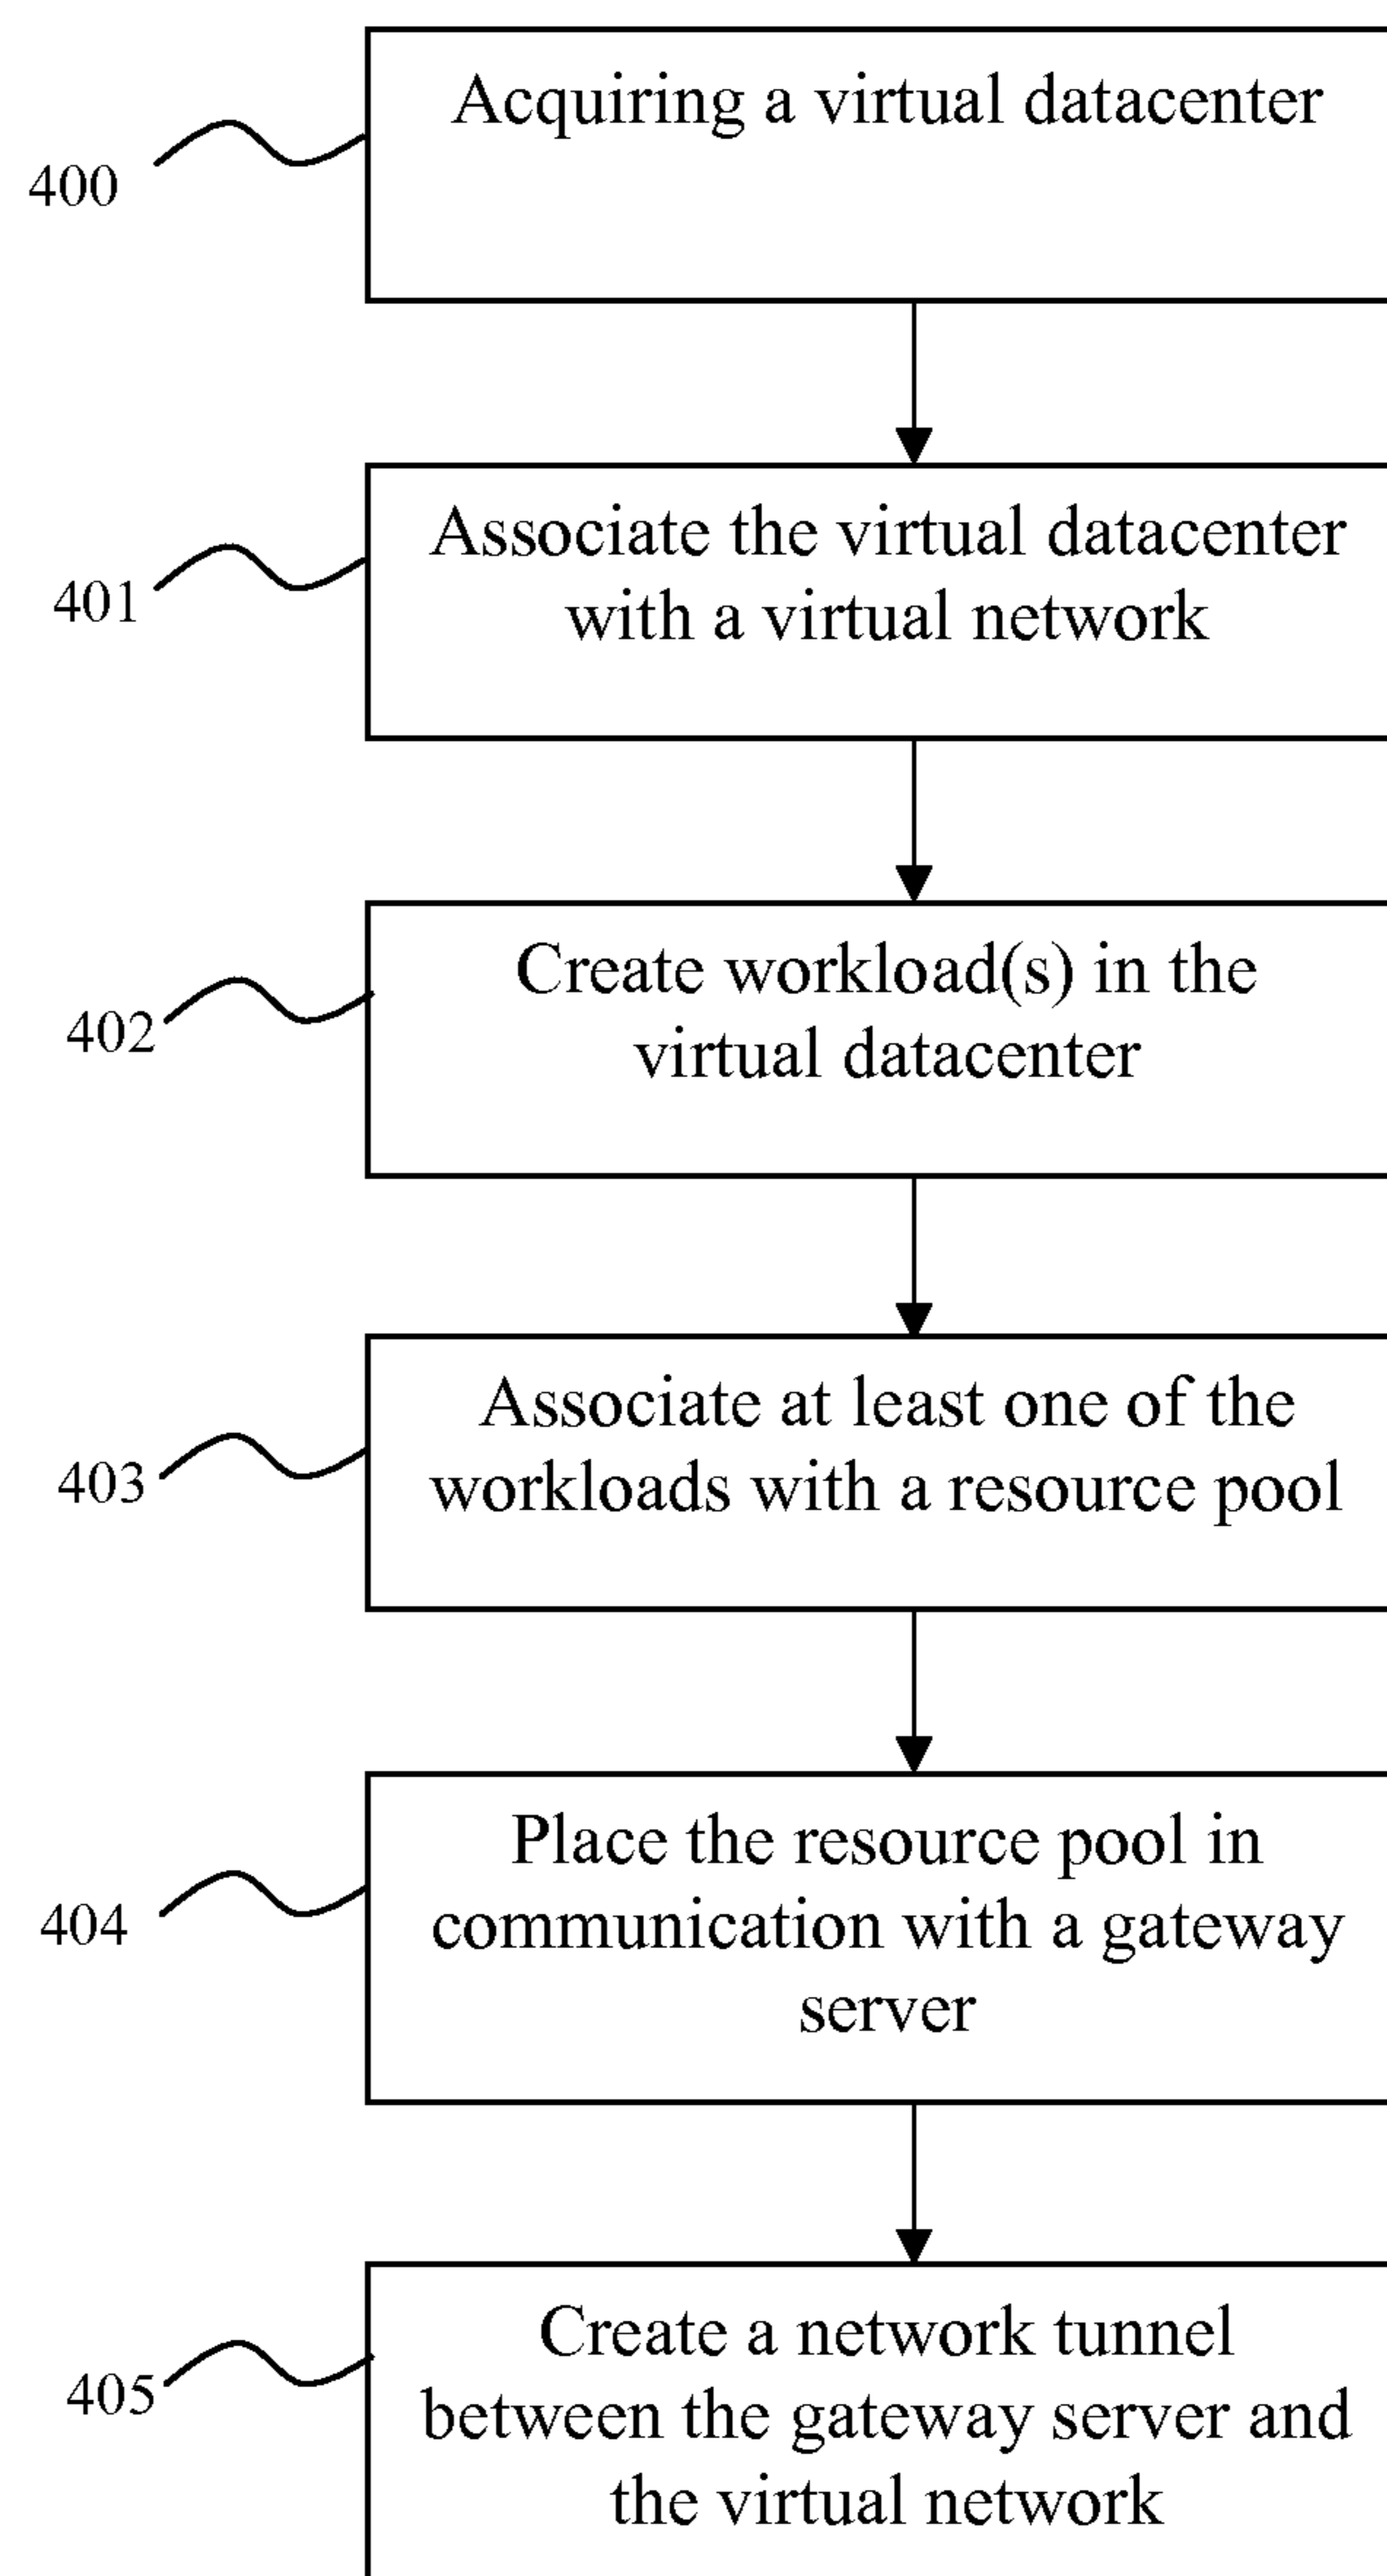 Acquiring a virtual datacenter
400
Associate the virtual datacenter
with a virtual network
401
Create workload(s) in the
virtual datacenter
402
Associate at least one of the
workloads with a resource pool
403
Place the resource pool in
communication with a gateway
server
404
Create a network tunnel
between the gateway server and
the virtual network
405